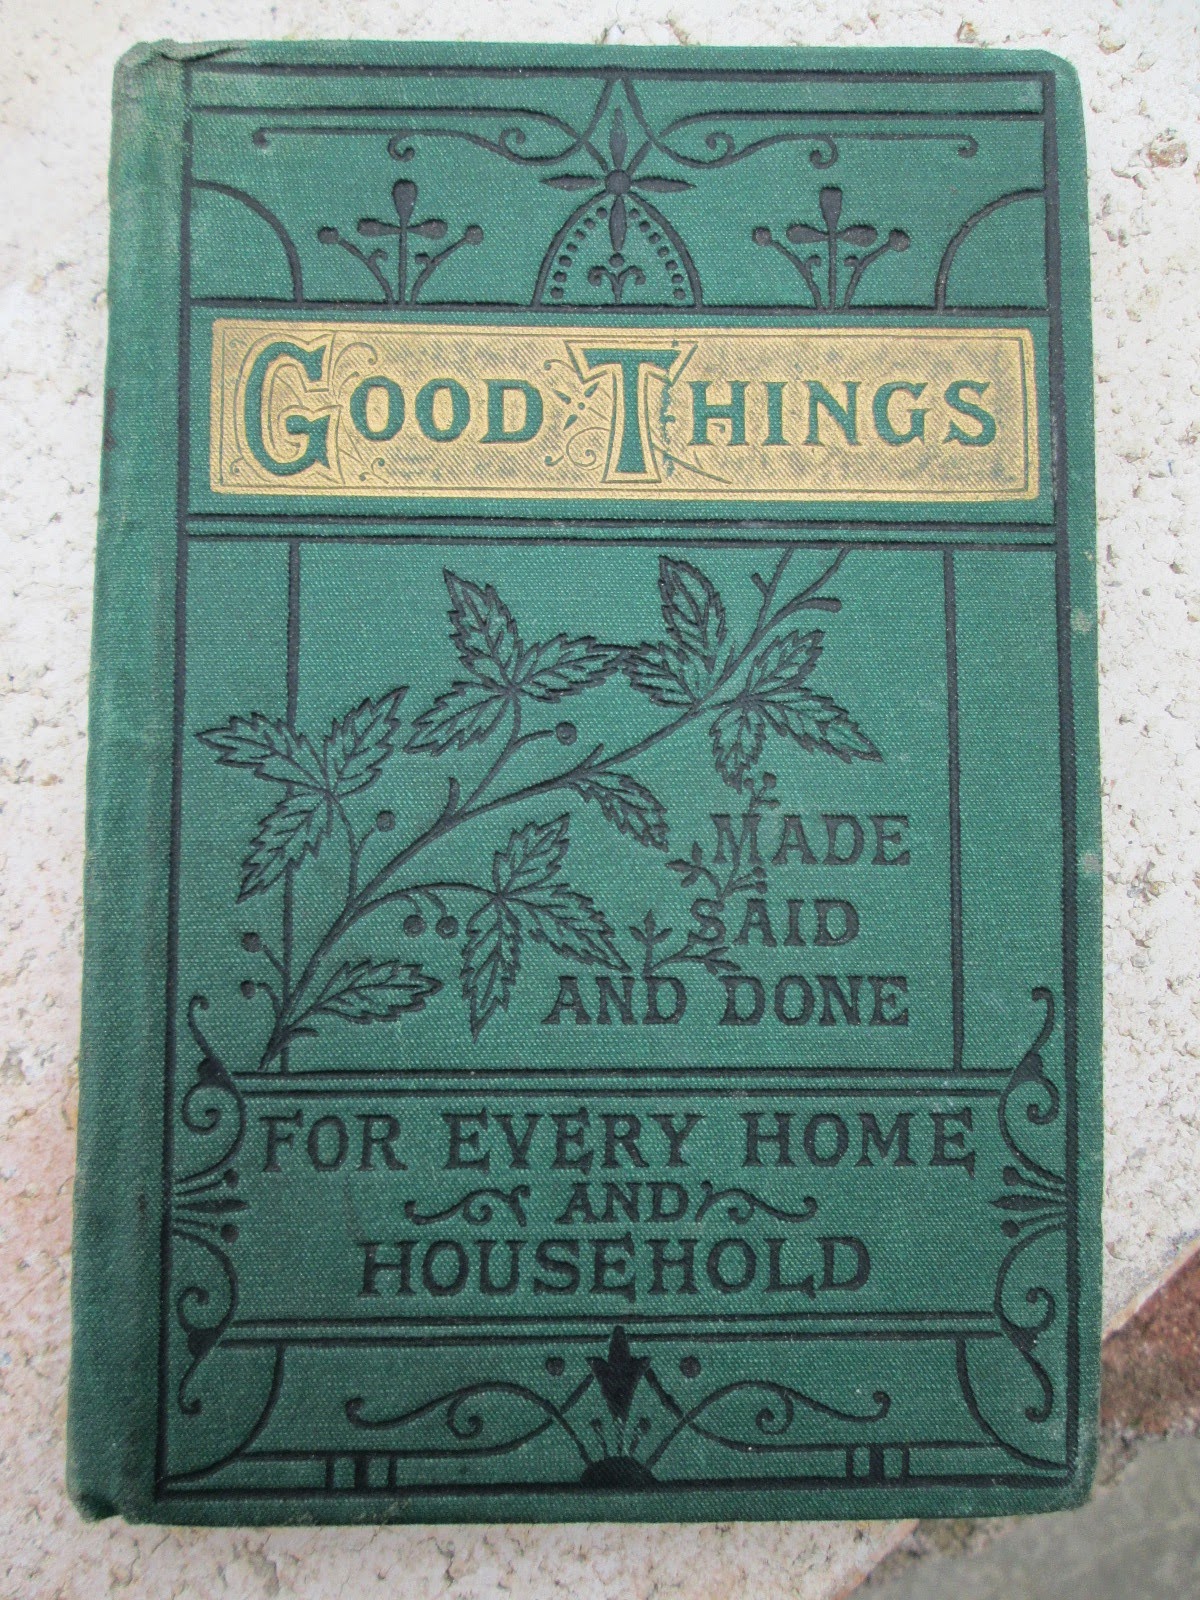 GOOD THINGS
MADE
SAID
AND DONE
FOR EVERY HOME
AND
HOUSEHOLD